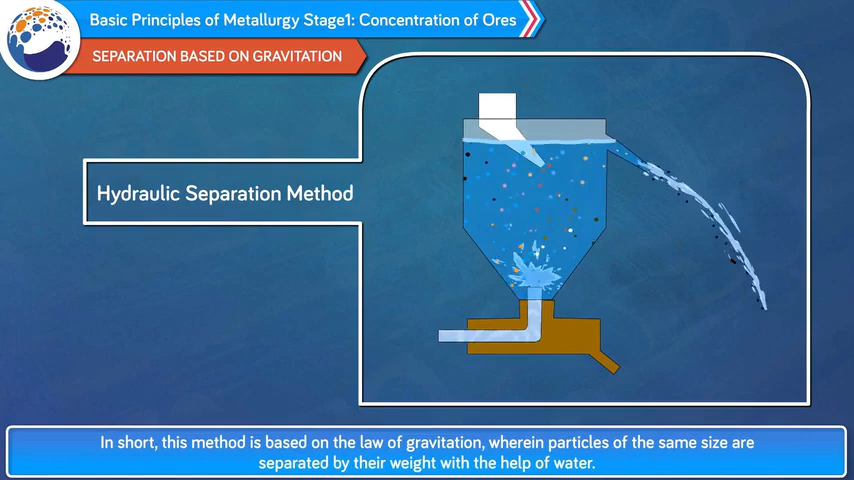 Basic Principles of Metallurgy Stage1: Concentration of Ores
SEPARATION BASED ON GRAVITATION
Hydraulic Separation Method
In short, this method is based on the law of gravitation, wherein particles of the same size are
separated by their weight with the help of water.